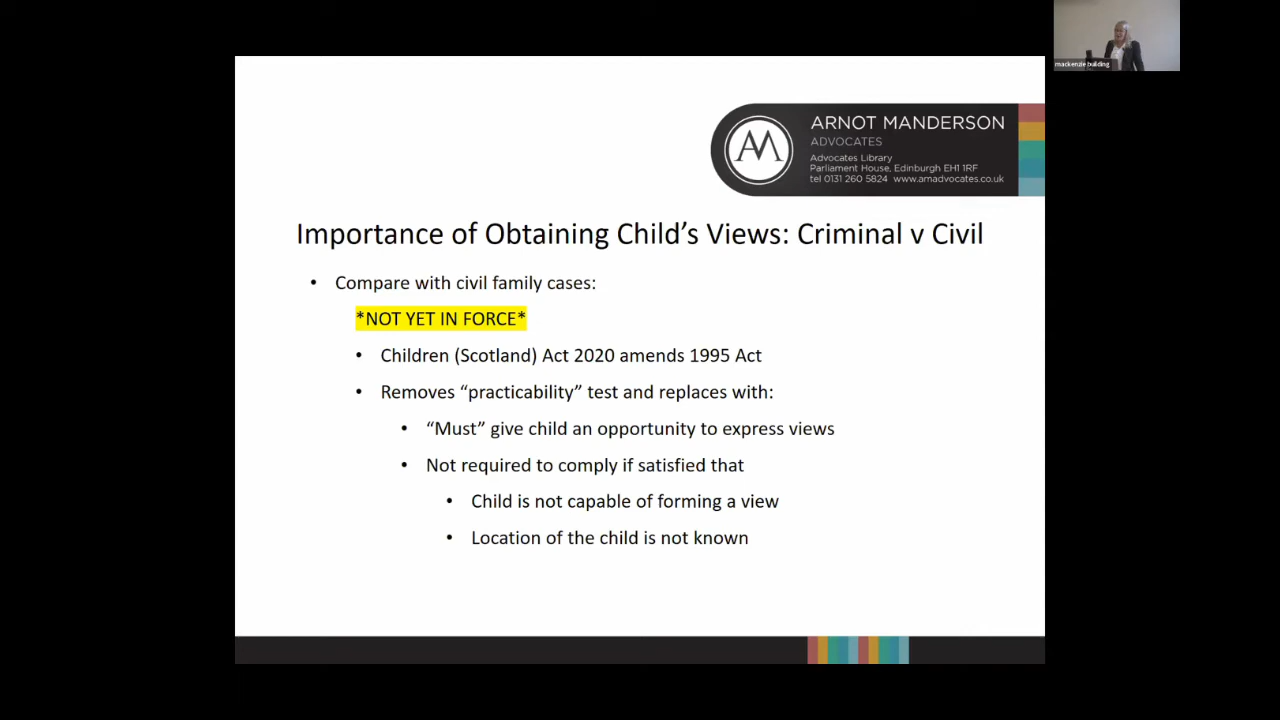 mackenzie building
ARNOT MANDERSON
ADVOCATES
Advocates Library
Parliament House, Edinburgh EH1 1RF
tel 0131 260 5824 www.amadvocates.co.uk
AM
Importance of Obtaining Child’s Views: Criminal v Civil
• Compare with civil family cases:
*NOT YET IN FORCE*
• Children (Scotland) Act 2020 amends 1995 Act
• Removes “practicability” test and replaces with:
• “Must” give child an opportunity to express views
• Not required to comply if satisfied that
• Child is not capable of forming a view
• Location of the child is not known